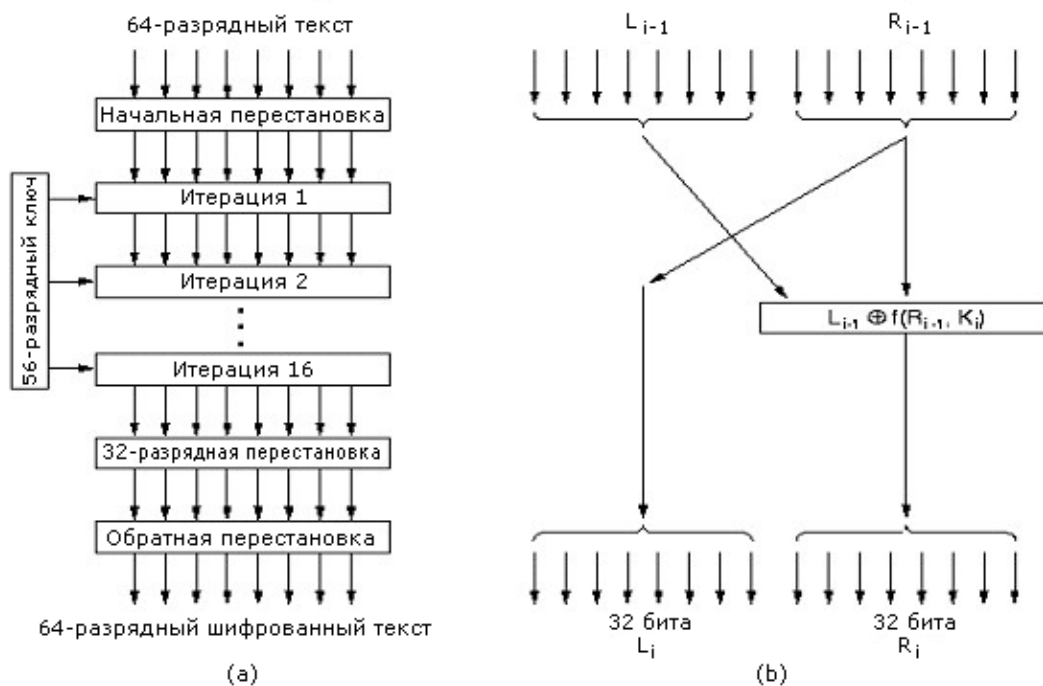 64-разрядный текст
Начальная перестановка
56-разрядный ключ
Итерация 1
Итерация 2
Итерация 16
32-разрядная перестановка
Обратная перестановка
64-разрядный шифрованный текст
(a)
L i-1
R i-1
L i-1 ⊕ f(R i-1, K i)
32 бита
L i
32 бита
R i
(b)